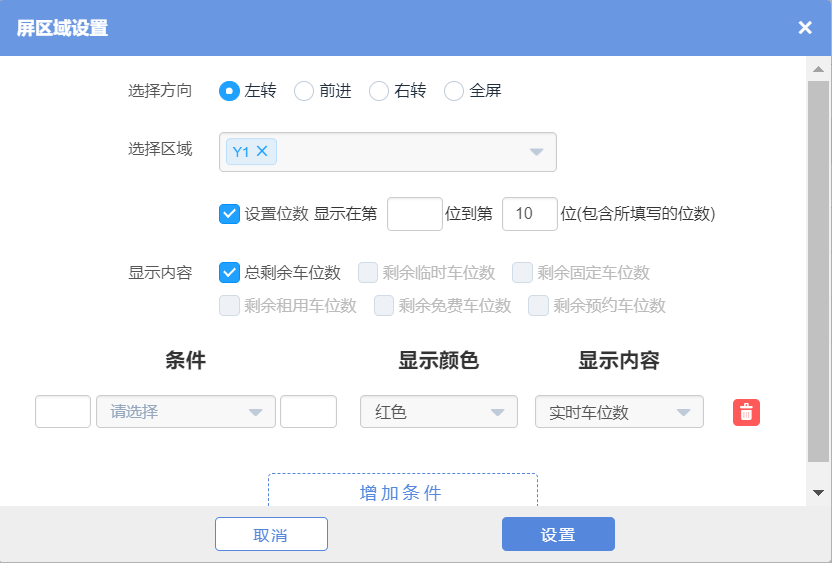 屏区域设置
选择方向 左转 前进 右转 全屏
选择区域 Y1
设置位数 显示在第 位到第 10 位(包含所填写的位数)
显示内容 总剩余车位数 剩余临时车位数 剩余固定车位数
剩余租用车位数 剩余免费车位数 剩余预约车位数
条件 显示颜色 显示内容
请选择 红色 实时车位数
增加条件
取消 设置